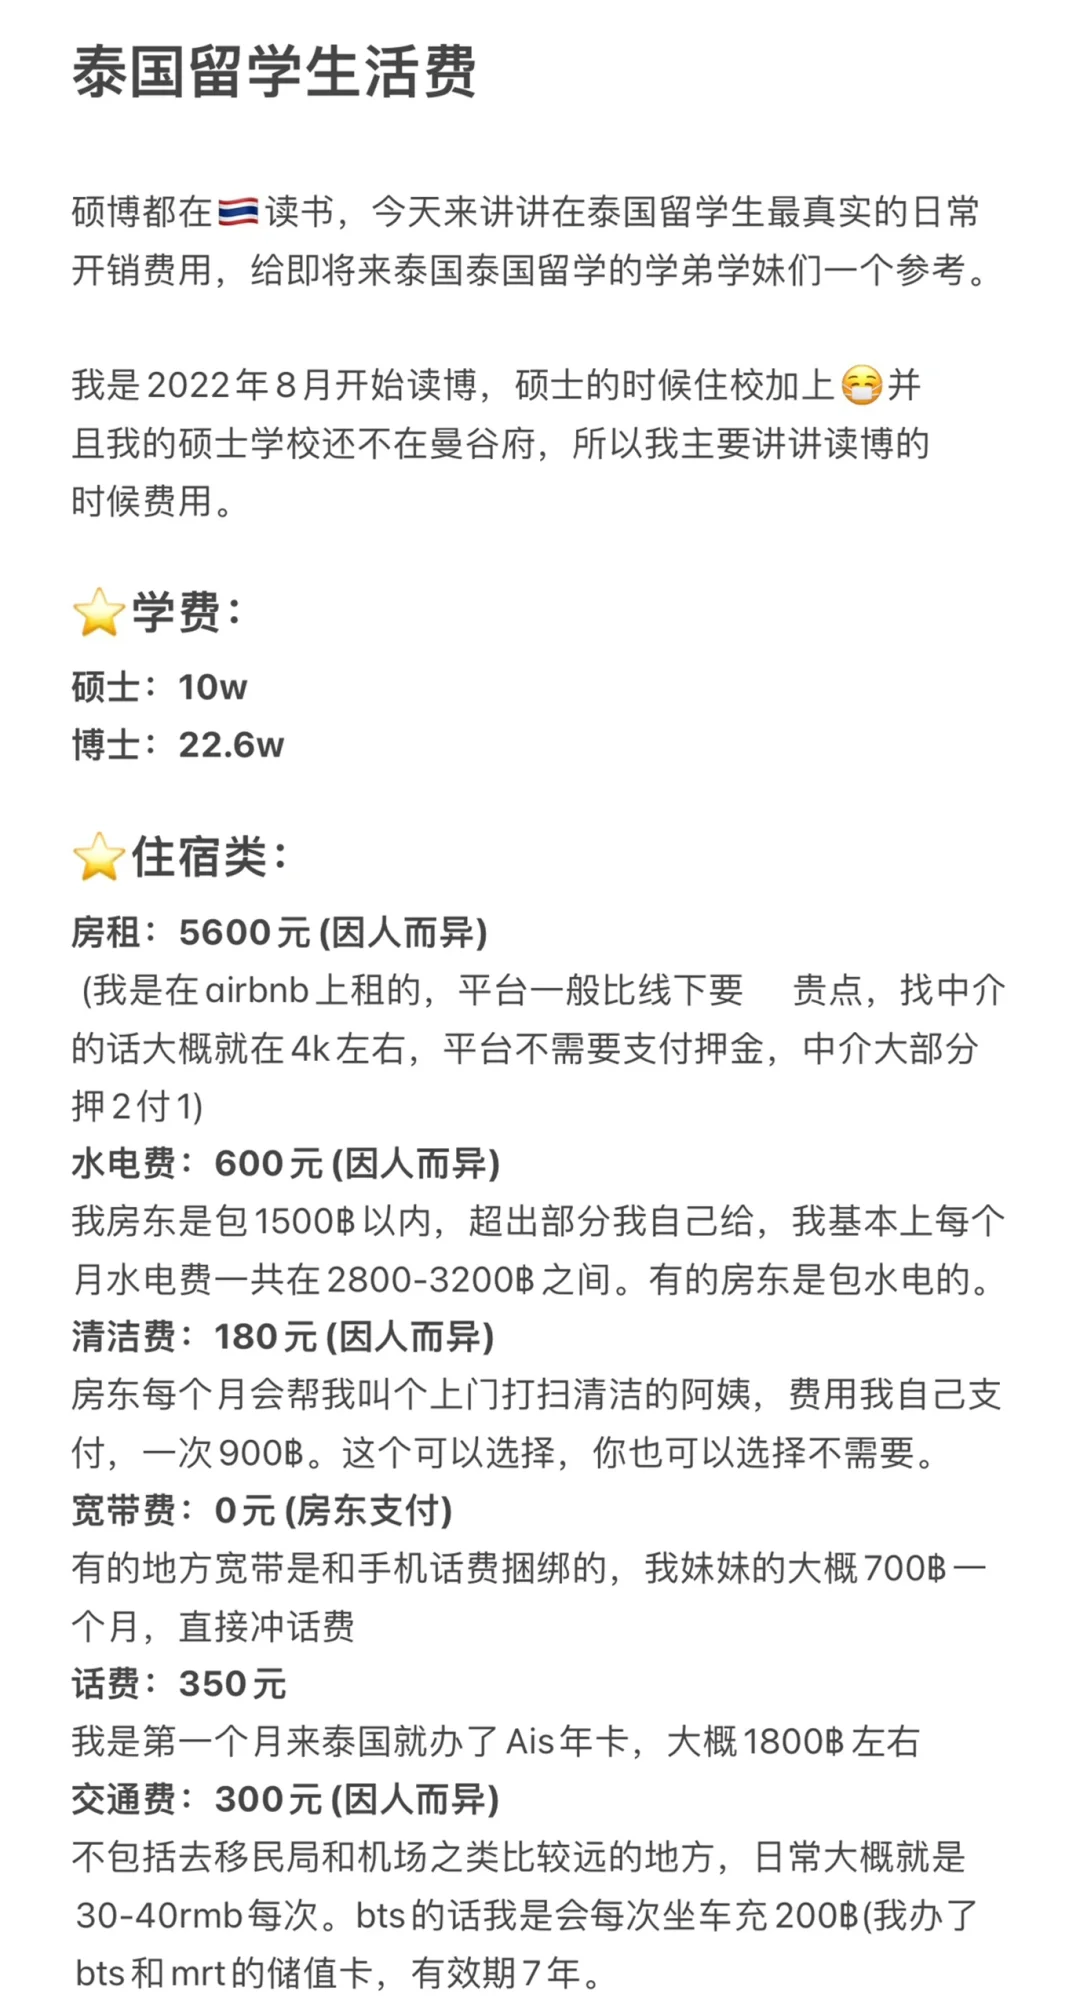 泰国留学生活费
硕博都在🇹🇭读书，今天来讲讲在泰国留学生最真实的日常
开销费用，给即将来泰国泰国留学的学弟学妹们一个参考。
我是2022年8月开始读博，硕士的时候住校加上😷并
且我的硕士学校还不在曼谷府，所以我主要讲讲读博的
时候费用。
⭐学费：
硕士：10w
博士：22.6w
⭐住宿类：
房租：5600元(因人而异)
(我是在airbnb上租的，平台一般比线下要 贵点，找中介
的话大概就在4k左右，平台不需要支付押金，中介大部分
押2付1)
水电费：600元(因人而异)
我房东是包1500฿以内，超出部分我自己给，我基本上每个
月水电费一共在2800-3200฿之间。有的房东是包水电的。
清洁费：180元(因人而异)
房东每个月会帮我叫个上门打扫清洁的阿姨，费用我自己支
付，一次900฿。这个可以选择，你也可以选择不需要。
宽带费：0元(房东支付)
有的地方宽带是和手机话费捆绑的，我妹妹的大概700฿一
个月，直接冲话费
话费：350元
我是第一个月来泰国就办了Ais年卡，大概1800฿左右
交通费：300元(因人而异)
不包括去移民局和机场之类比较远的地方，日常大概就是
30-40rmb每次。bts的话我是会每次坐车充200฿(我办了
bts和mrt的储值卡，有效期7年。